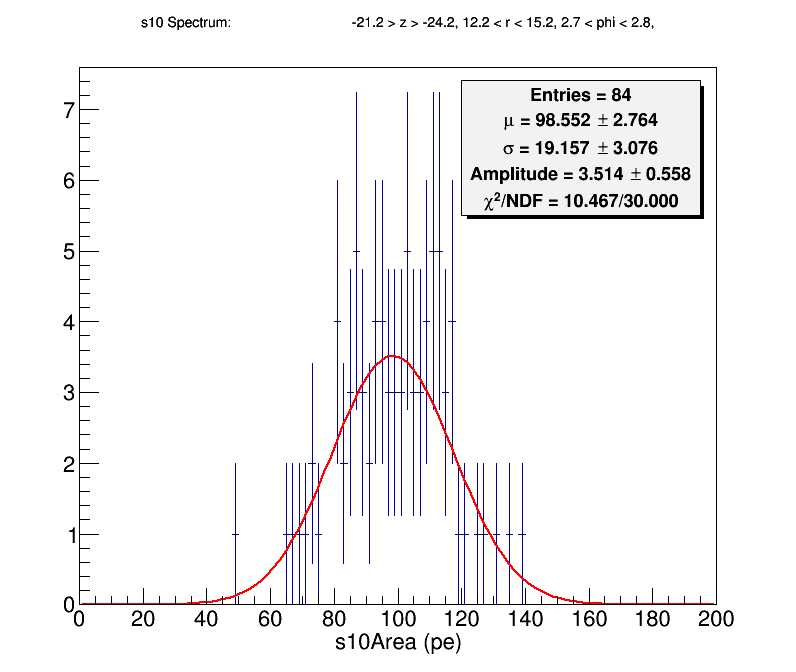 s10 Spectrum: -21.2 > z > -24.2, 12.2 < r < 15.2, 2.7 < phi < 2.8,
Entries = 84
μ = 98.552 ± 2.764
σ = 19.157 ± 3.076
Amplitude = 3.514 ± 0.558
χ²/NDF = 10.467/30.000
7
6
5
4
3
2
1
0
0 20 40 60 80 100 120 140 160 180 200
s10Area (pe)